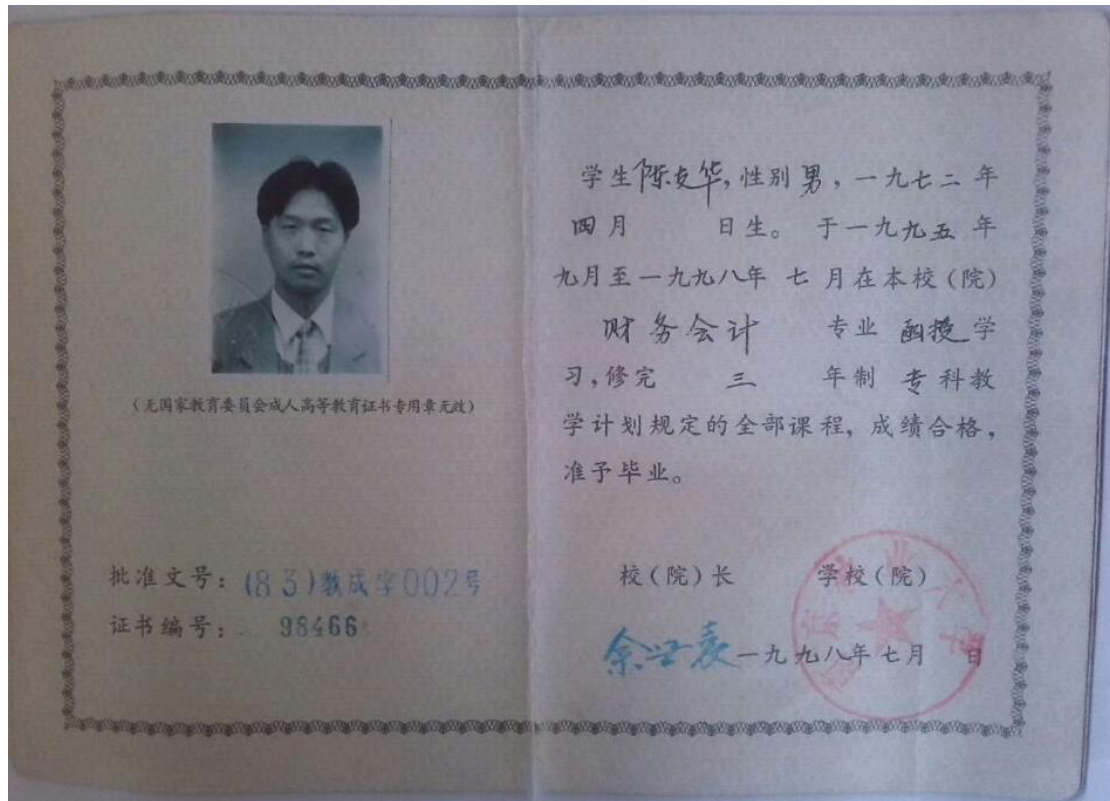 (无国家教育委员会成人高等教育证书专用章无效)
批准文号:(83)教成字002号
证书编号: 98466
学生陈友华,性别男,一九七二年
四月 日生。于一九九五年
九月至一九九八年 七 月在本校(院)
财务会计 专业 函授学
习,修完 三 年制 专科教
学计划规定的全部课程,成绩合格,
准予毕业。
校(院)长 学校(院)
一九九八年七月 日